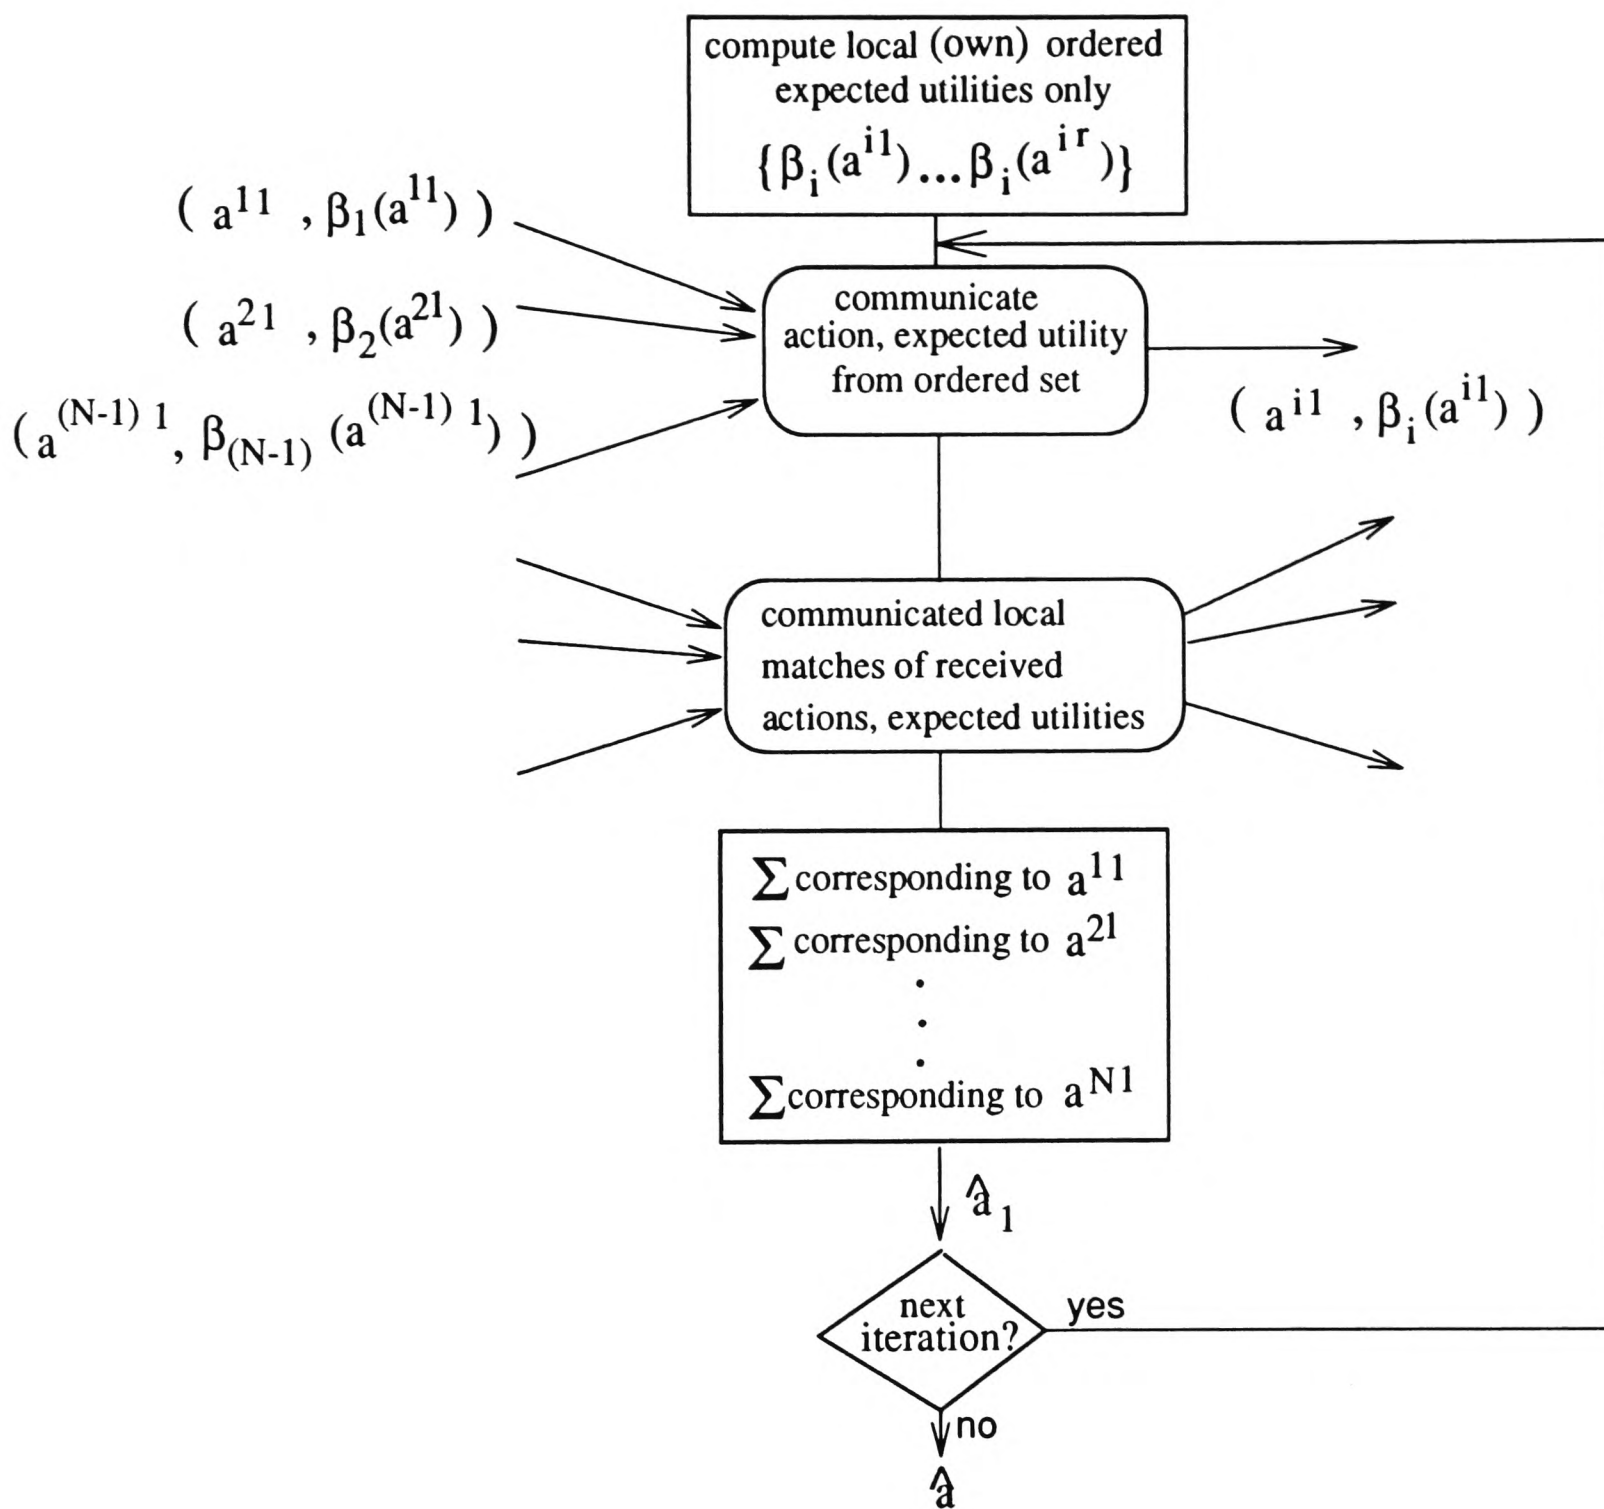 compute local (own) ordered
expected utilities only
{β_i(a^{i1})...β_i(a^{ir})}
( a^{11} , β_1(a^{11}) )
( a^{21} , β_2(a^{21}) )
( a^{(N-1) 1}, β_{(N-1)} (a^{(N-1) 1}) )
communicate
action, expected utility
from ordered set
( a^{i1} , β_i(a^{i1}) )
communicated local
matches of received
actions, expected utilities
∑ corresponding to a^{11}
∑ corresponding to a^{21}
.
.
.
∑ corresponding to a^{N1}
â_1
next
iteration?
yes
no
â